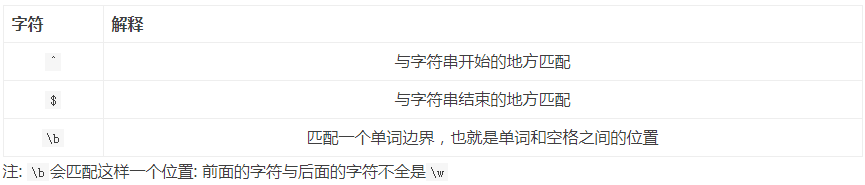 字符 解释
^ 与字符串开始的地方匹配
$ 与字符串结束的地方匹配
\b 匹配一个单词边界，也就是单词和空格之间的位置
注: \b 会匹配这样一个位置: 前面的字符与后面的字符不全是 \w